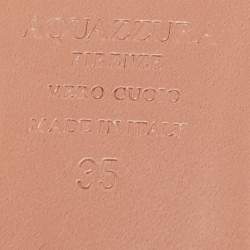 AQUAZZURA
FIRENZE
VERO CUOIO
MADE IN ITALY
35